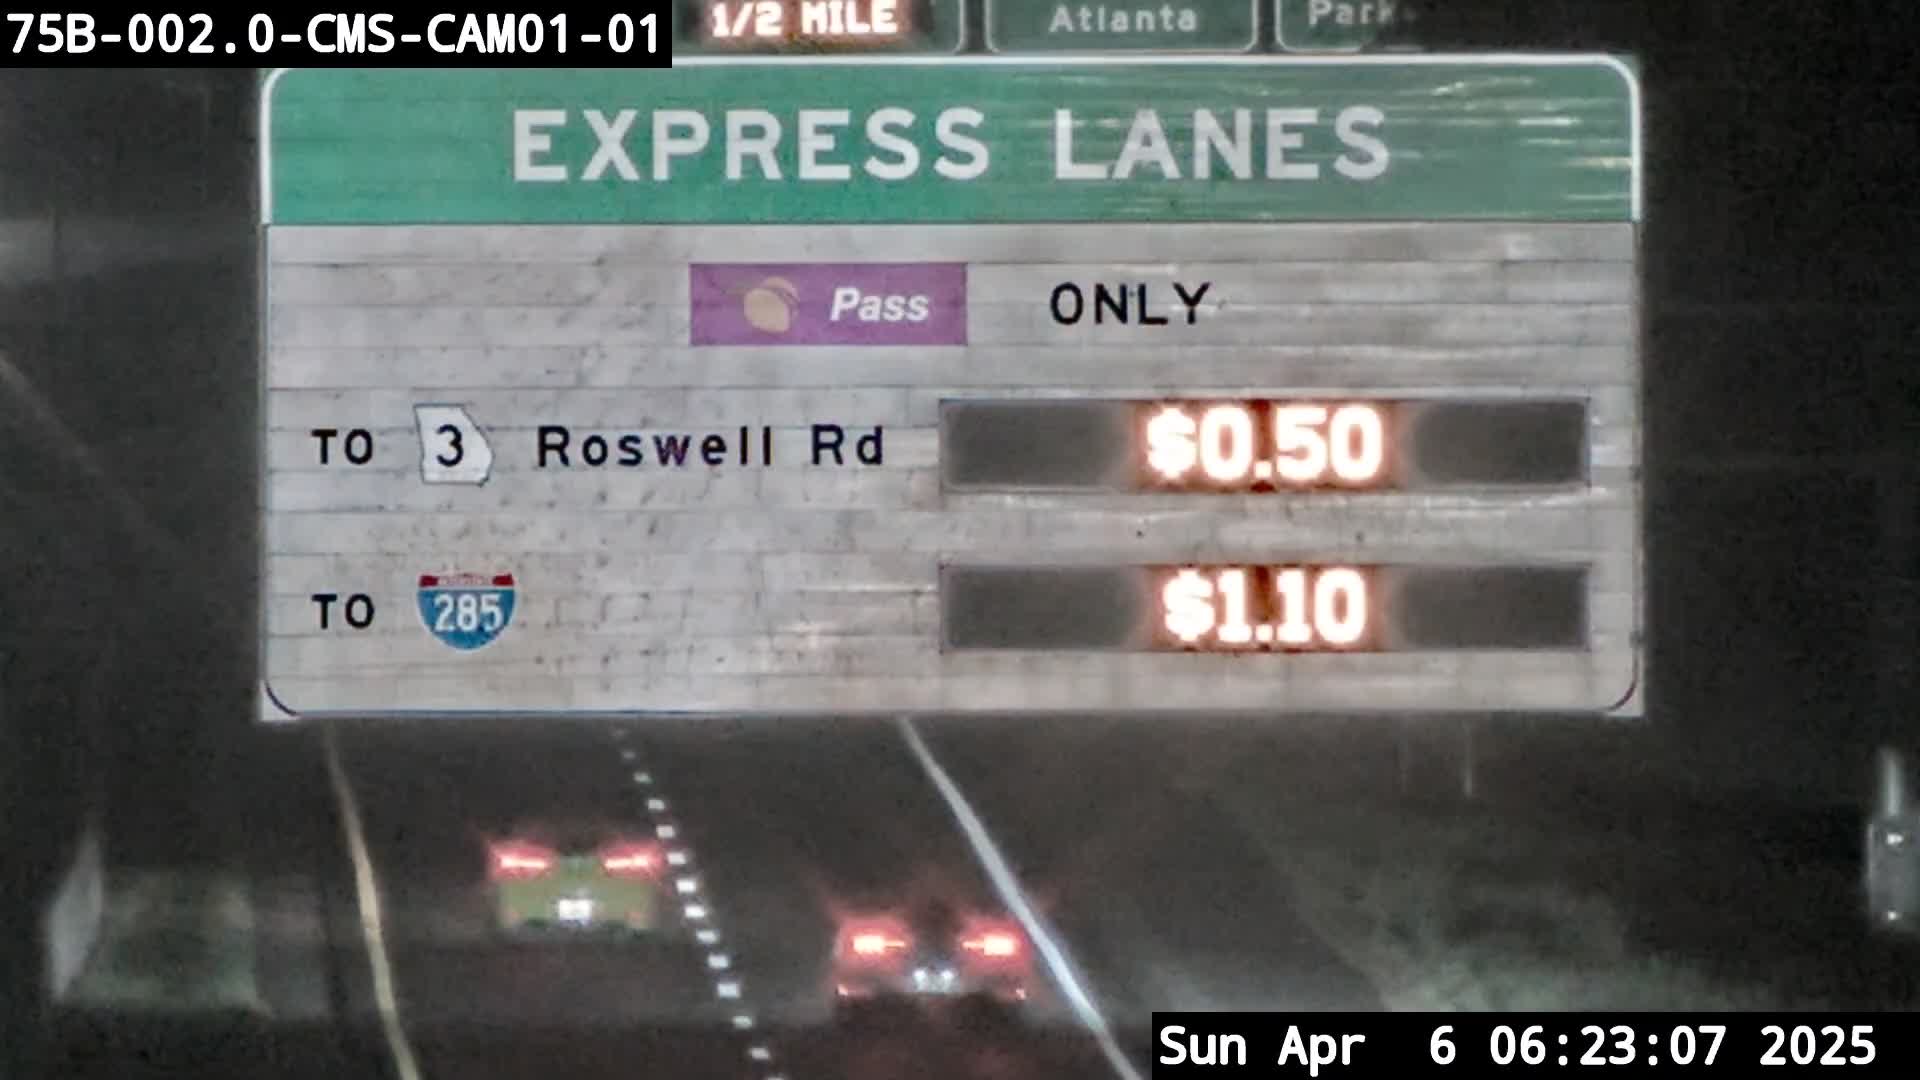 75B-002.0-CMS-CAM01-01
1/2 MILE
Atlanta
Park
EXPRESS LANES
Pass ONLY
TO 3 Roswell Rd $0.50
TO 285 $1.10
Sun Apr 6 06:23:07 2025